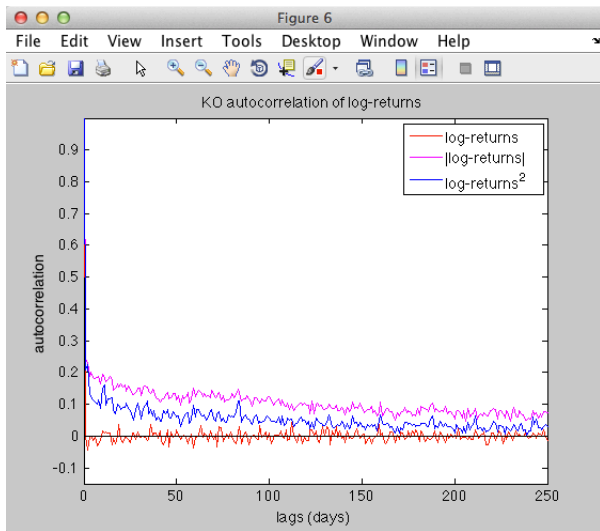 Figure 6
File Edit View Insert Tools Desktop Window Help
KO autocorrelation of log-returns
log-returns
|log-returns|
log-returns²
autocorrelation
0.9
0.8
0.7
0.6
0.5
0.4
0.3
0.2
0.1
0
-0.1
0 50 100 150 200 250
lags (days)